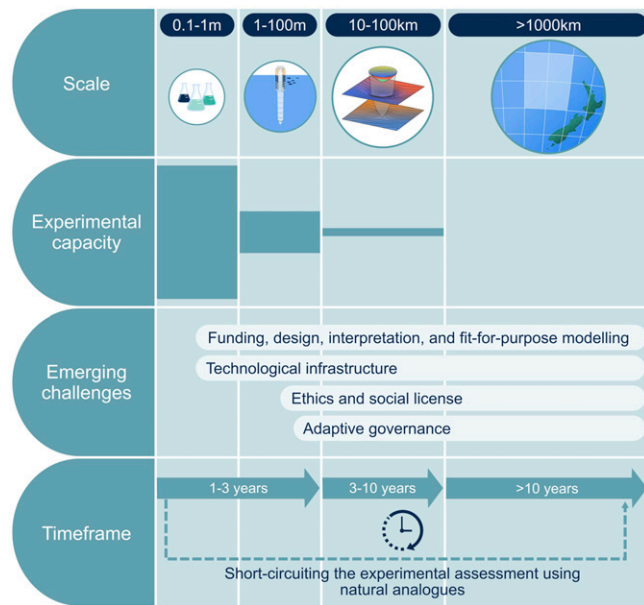 0.1-1m
1-100m
10-100km
>1000km
Scale
Experimental
capacity
Emerging
challenges
Funding, design, interpretation, and fit-for-purpose modelling
Technological infrastructure
Ethics and social license
Adaptive governance
Timeframe
1-3 years
3-10 years
>10 years
Short-circuiting the experimental assessment using
natural analogues